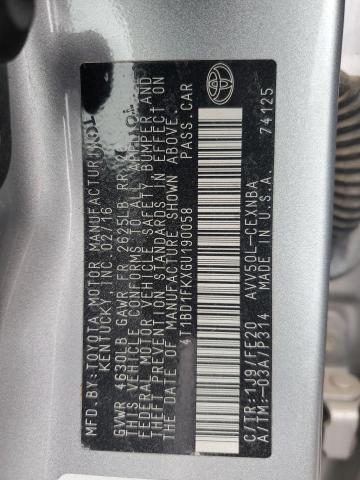 MFD.BY:TOYOTA MOTOR MANUFACTURING
KENTUCKY, INC. 02/16
GVWR 4630LB GAWR FR 2625LB RR
THIS VEHICLE CONFORMS TO ALL APPLICABLE
FEDERAL MOTOR VEHICLE SAFETY, BUMPER, AND
THEFT PREVENTION STANDARDS IN EFFECT ON
THE DATE OF MANUFACTURE SHOWN ABOVE.
4T1BD1FKXGU190058 PASS.CAR
C/TR:1J9A/FE20 AVV50L-CEXNBA 74125
A/TM:-03A/P314 MADE IN U.S.A.